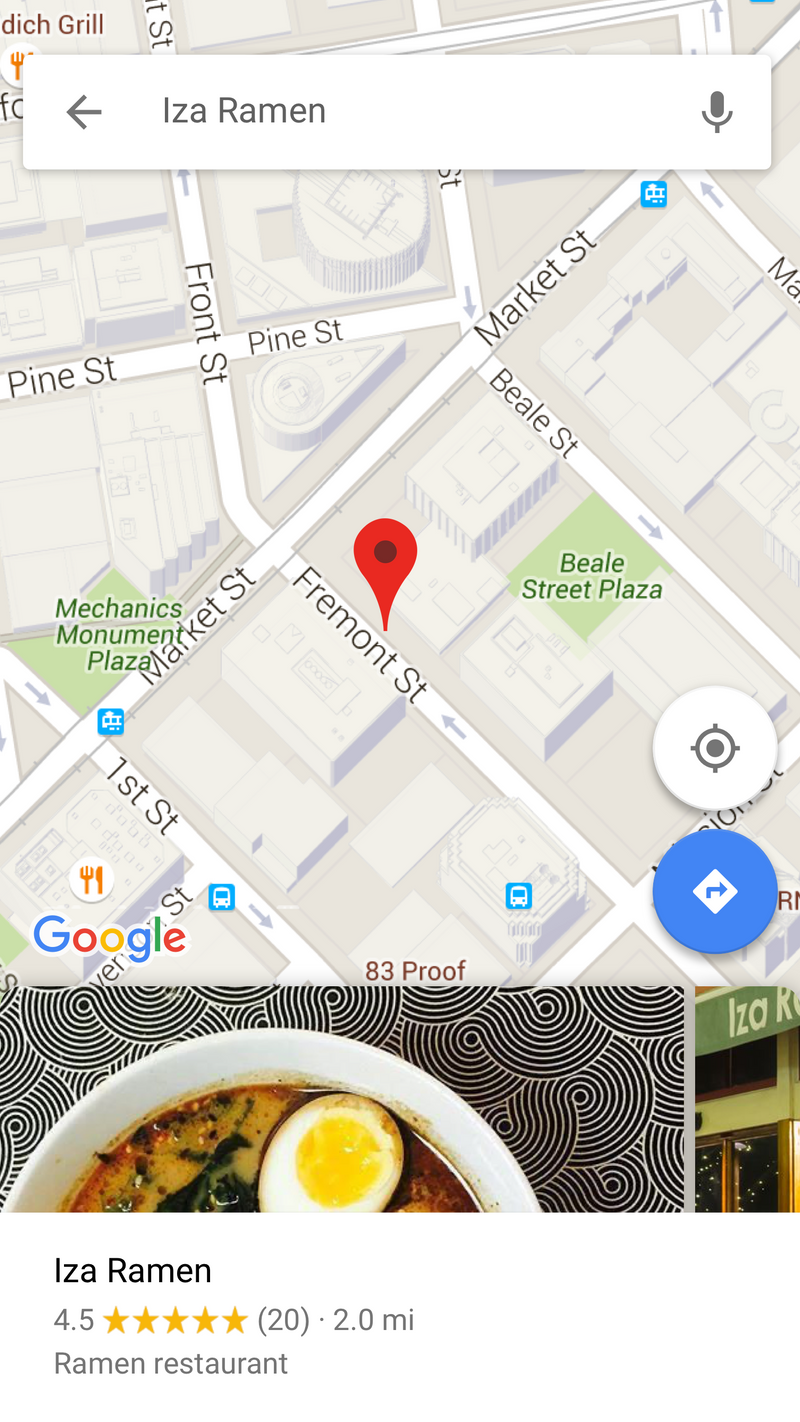 dich Grill
Iza Ramen
Market St
Front St
Pine St
Pine St
Beale St
Beale
Street Plaza
Mechanics
Monument
Plaza
Market St
Fremont St
1st St
Google
83 Proof
Iza Ramen
4.5 ★★★★★ (20) · 2.0 mi
Ramen restaurant